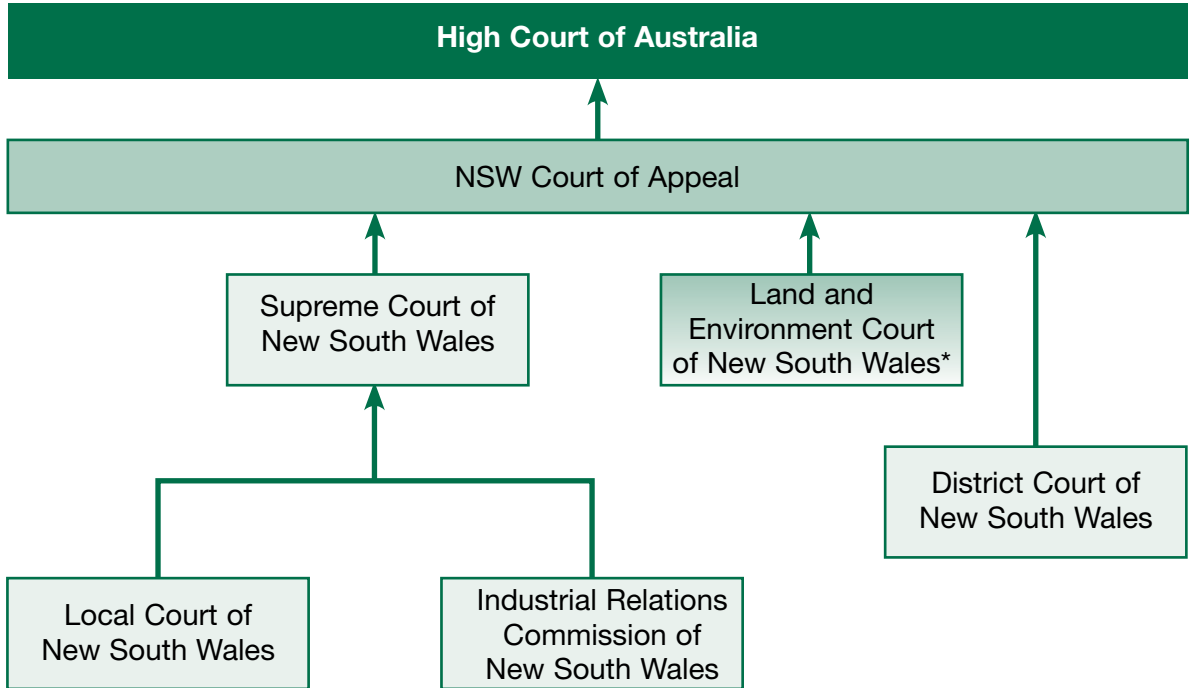 High Court of Australia
NSW Court of Appeal
Supreme Court of
New South Wales
Land and
Environment Court
of New South Wales*
District Court of
New South Wales
Local Court of
New South Wales
Industrial Relations
Commission of
New South Wales